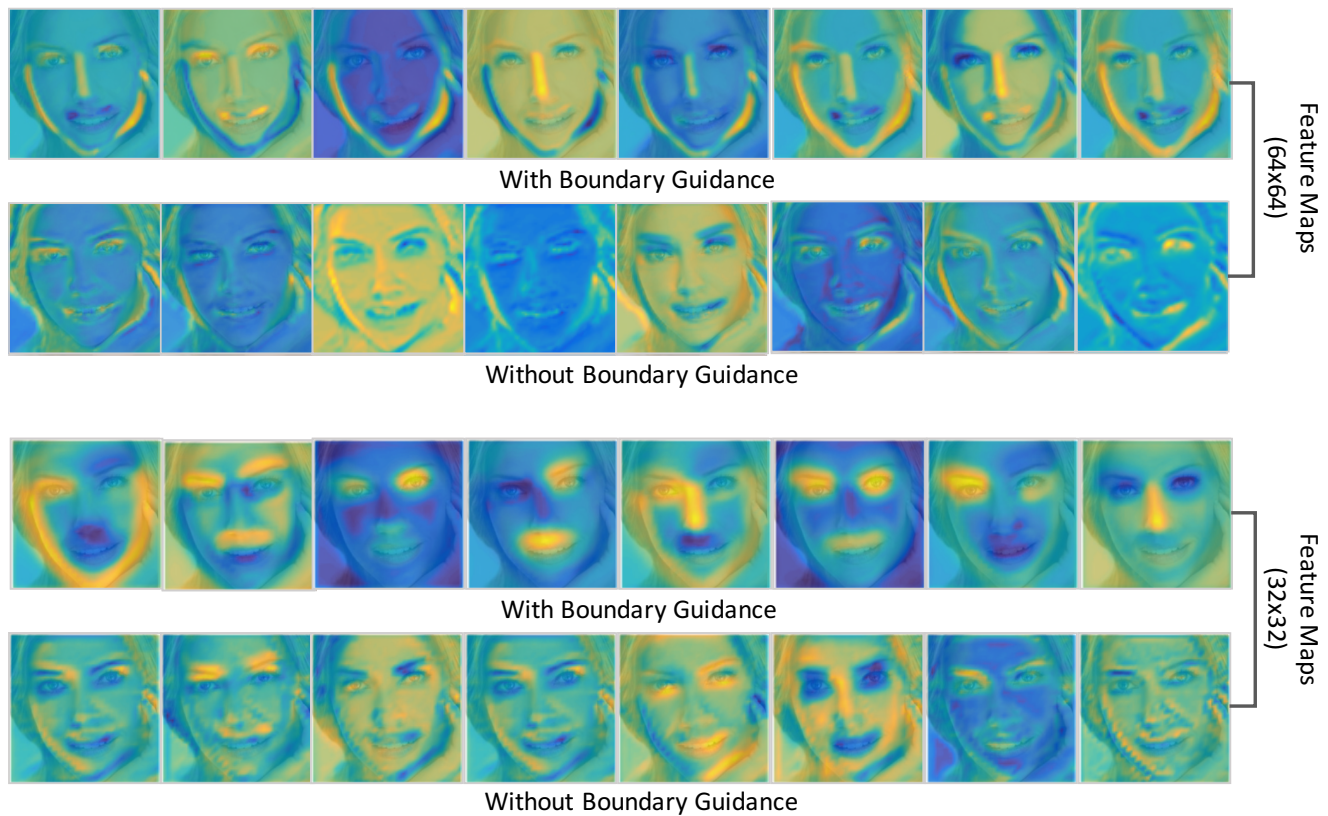 With Boundary Guidance
Feature Maps
(64x64)
Without Boundary Guidance
With Boundary Guidance
Feature Maps
(32x32)
Without Boundary Guidance